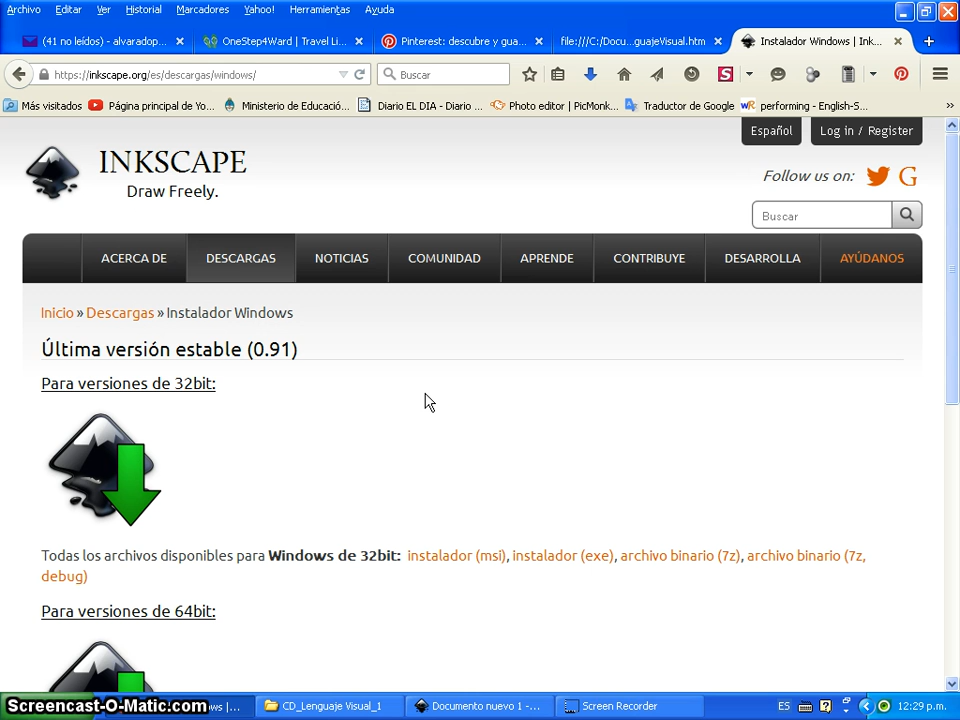 Archivo Editar Ver Historial Marcadores Yahoo! Herramientas Ayuda
(41 no leídos) - alvaradop... OneStep4Ward | Travel Li... Pinterest: descubre y gua... file:///C:/Docu...guajeVisual.htm Instalador Windows | Ink...
https://inkscape.org/es/descargas/windows/ Buscar
Más visitados Página principal de Yo... Ministerio de Educació... Diario EL DIA - Diario ... Photo editor | PicMonk... Traductor de Google performing - English-S...
Español Log in / Register
INKSCAPE
Draw Freely.
Follow us on:
Buscar
ACERCA DE DESCARGAS NOTICIAS COMUNIDAD APRENDE CONTRIBUYE DESARROLLA AYÚDANOS
Inicio » Descargas » Instalador Windows
Última versión estable (0.91)
Para versiones de 32bit:
Todas los archivos disponibles para Windows de 32bit: instalador (msi), instalador (exe), archivo binario (7z), archivo binario (7z,
debug)
Para versiones de 64bit:
Screencast-O-Matic.com ws |... CD_Lenguaje Visual_1 Documento nuevo 1 -... Screen Recorder ES 12:29 p.m.